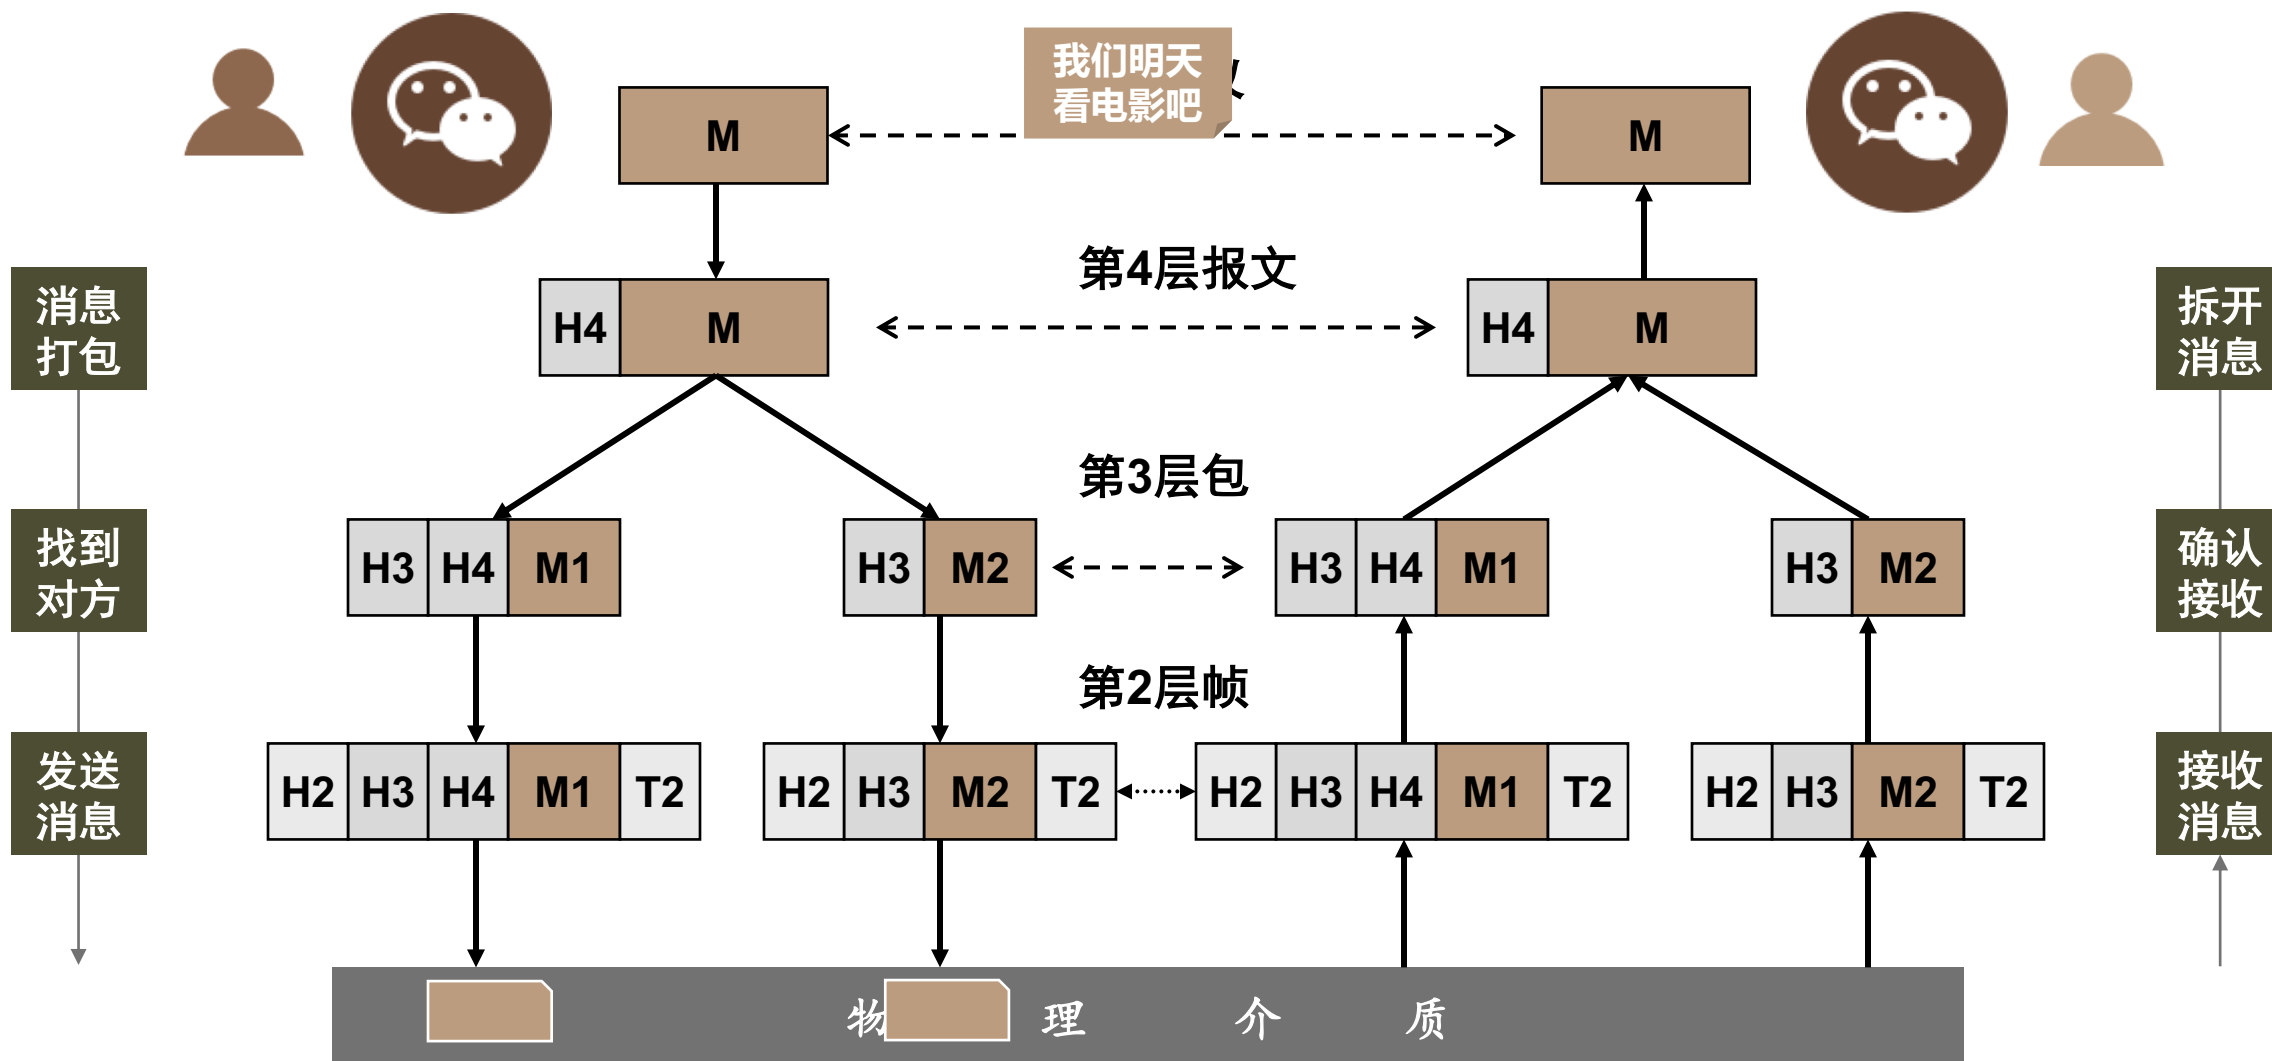 我们明天
看电影吧
M
M
第4层报文
消息
打包
H4 M
H4 M
拆开
消息
第3层包
找到
对方
H3 H4 M1
H3 M2
H3 H4 M1
H3 M2
确认
接收
第2层帧
发送
消息
H2 H3 H4 M1 T2
H2 H3 M2 T2
H2 H3 H4 M1 T2
H2 H3 M2 T2
接收
消息
物 理 介 质